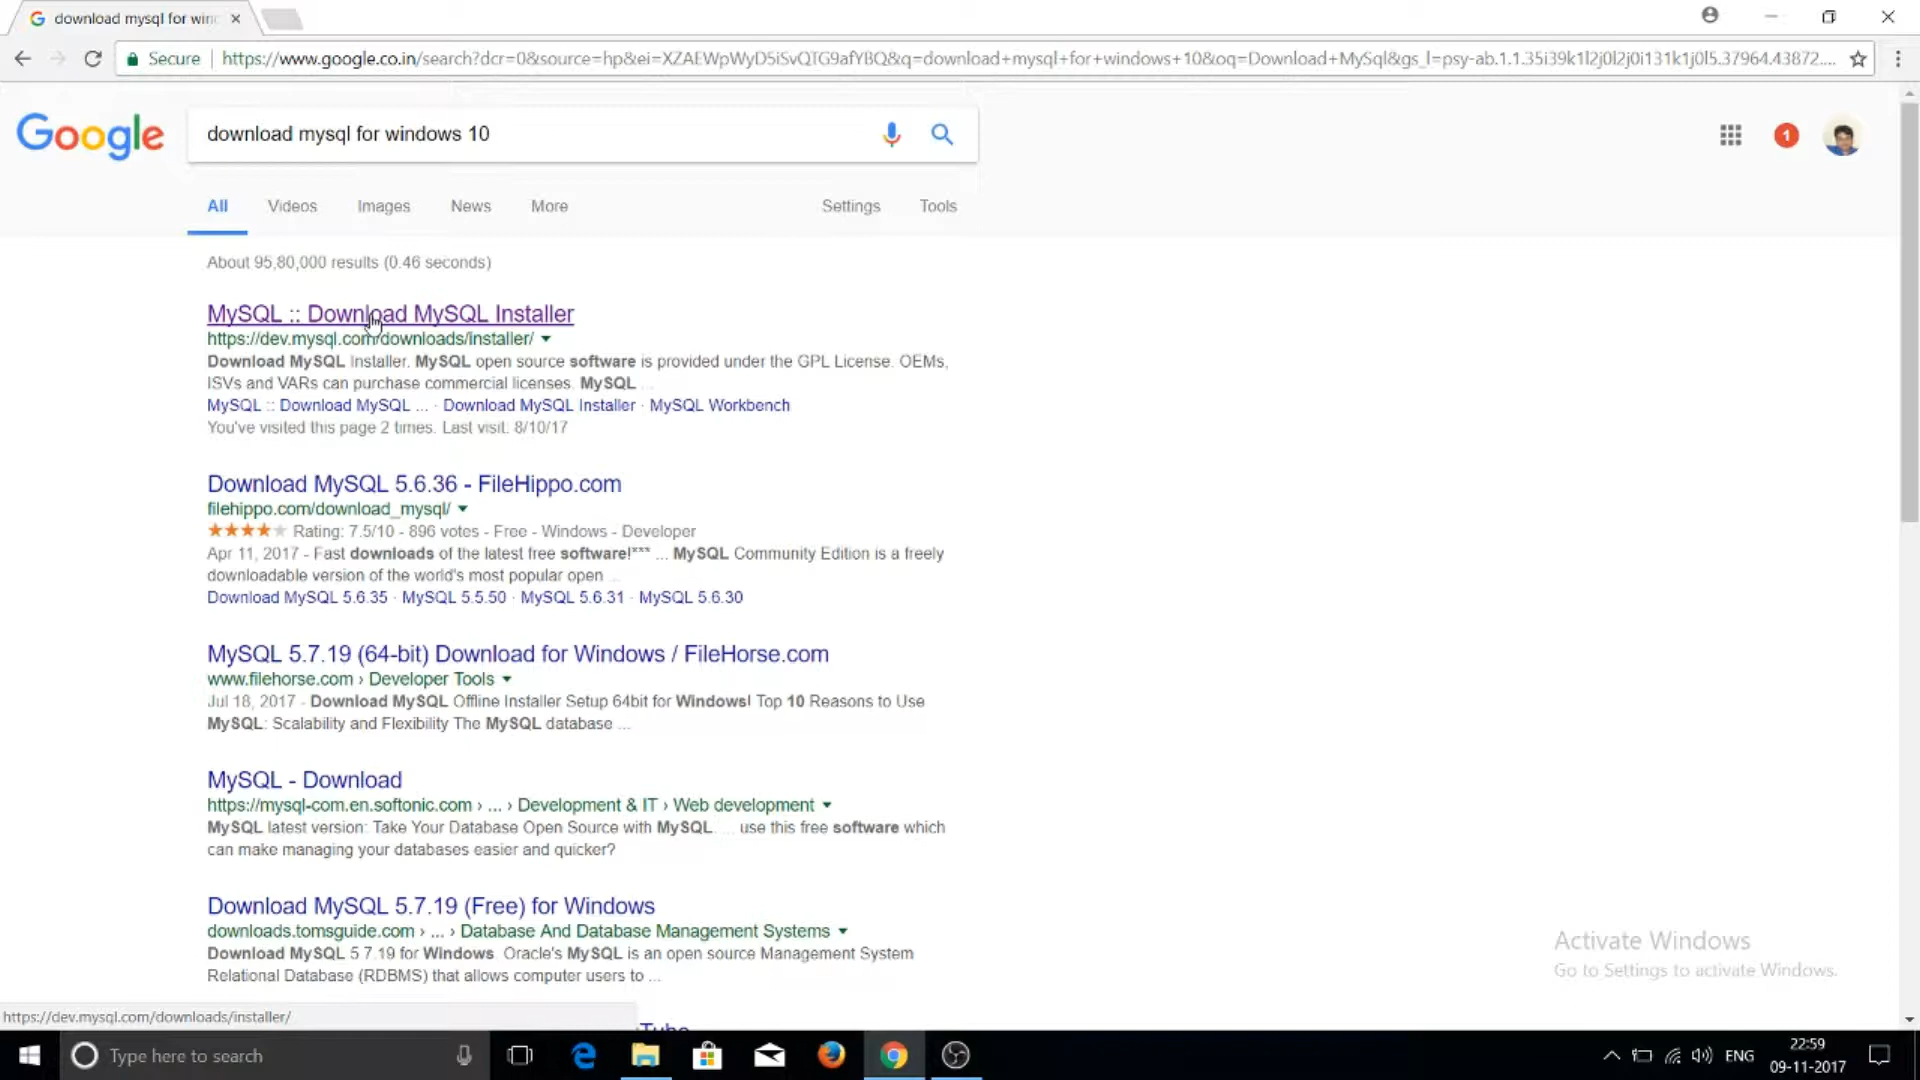 download mysql for win
Secure https://www.google.co.in/search?dcr=0&source=hp&ei=XZAEWpWyD5iSvQTG9afYBQ&q=download+mysql+for+windows+10&oq=Download+MySql&gs_l=psy-ab.1.1.35i39k1l2j0l2j0i131k1j0l5.37964.43872....
Google
download mysql for windows 10
1
All Videos Images News More Settings Tools
About 95,80,000 results (0.46 seconds)
MySQL :: Download MySQL Installer
https://dev.mysql.com/downloads/installer/
Download MySQL Installer. MySQL open source software is provided under the GPL License. OEMs,
ISVs and VARs can purchase commercial licenses. MySQL ...
MySQL :: Download MySQL ... · Download MySQL Installer · MySQL Workbench
You've visited this page 2 times. Last visit: 8/10/17
Download MySQL 5.6.36 - FileHippo.com
filehippo.com/download_mysql/
Rating: 7.5/10 - 896 votes - Free - Windows - Developer
Apr 11, 2017 - Fast downloads of the latest free software!*** ... MySQL Community Edition is a freely
downloadable version of the world's most popular open ...
Download MySQL 5.6.35 · MySQL 5.5.50 · MySQL 5.6.31 · MySQL 5.6.30
MySQL 5.7.19 (64-bit) Download for Windows / FileHorse.com
www.filehorse.com › Developer Tools
Jul 18, 2017 - Download MySQL Offline Installer Setup 64bit for Windows! Top 10 Reasons to Use
MySQL: Scalability and Flexibility The MySQL database ...
MySQL - Download
https://mysql-com.en.softonic.com › ... › Development & IT › Web development
MySQL latest version: Take Your Database Open Source with MySQL. ... use this free software which
can make managing your databases easier and quicker?
Download MySQL 5.7.19 (Free) for Windows
downloads.tomsguide.com › ... › Database And Database Management Systems
Download MySQL 5.7.19 for Windows. Oracle's MySQL is an open source Management System
Relational Database (RDBMS) that allows computer users to ...
Activate Windows
Go to Settings to activate Windows.
https://dev.mysql.com/downloads/installer/
Type here to search
ENG
22:59
09-11-2017